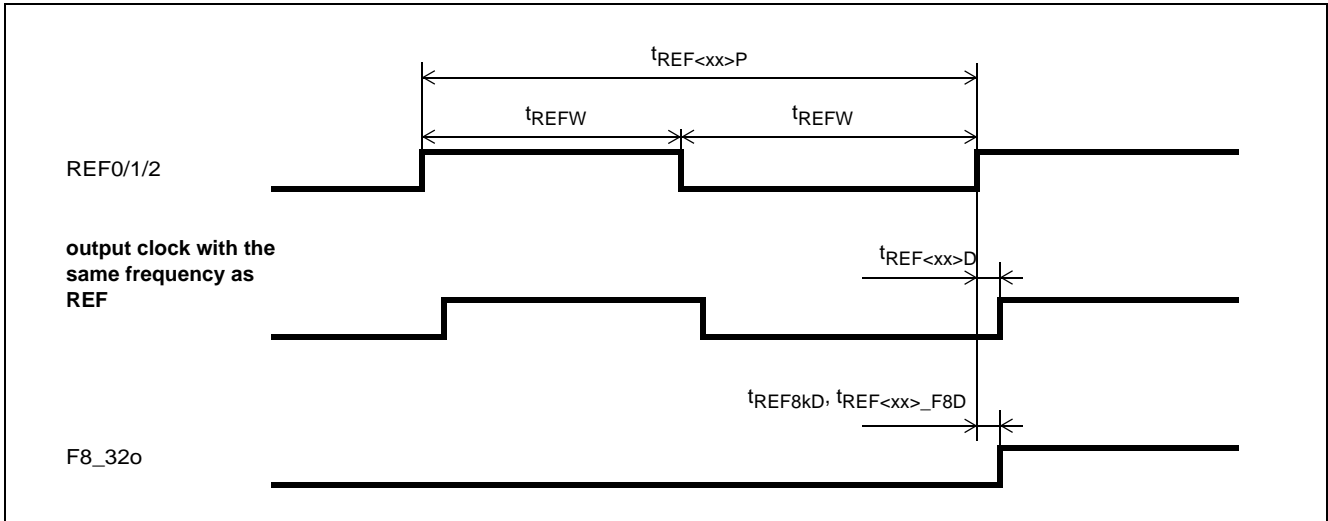 tREF<xx>P
tREFW tREFW
REF0/1/2
output clock with the
same frequency as
REF
tREF<xx>D
tREF8kD, tREF<xx>_F8D
F8_32o